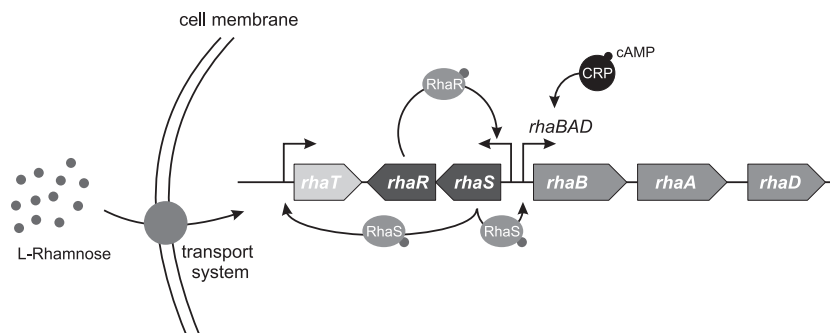 cell membrane
cAMP
CRP
RhaR
rhaBAD
rhaT
rhaR
rhaS
rhaB
rhaA
rhaD
RhaS
RhaS
L-Rhamnose
transport
system